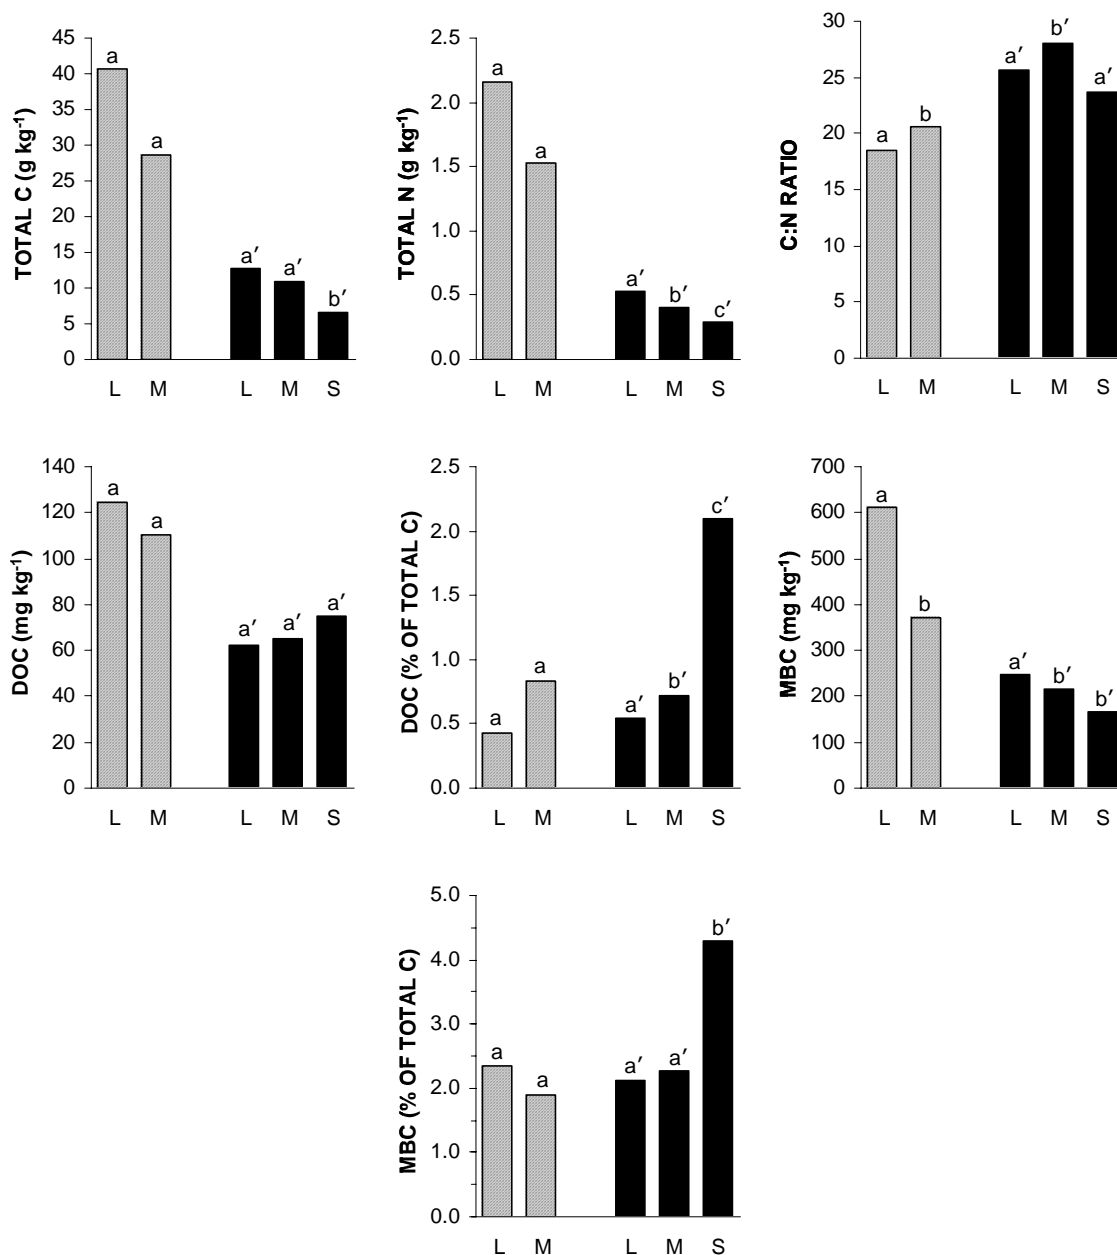 TOTAL C (g kg⁻¹)
45
40
35
30
25
20
15
10
5
0
a
a
a′
a′
b′
L M L M S
TOTAL N (g kg⁻¹)
2.5
2.0
1.5
1.0
0.5
0.0
a
a
a′
b′
c′
L M L M S
C:N RATIO
30
25
20
15
10
5
0
a
b
a′
b′
a′
L M L M S
DOC (mg kg⁻¹)
140
120
100
80
60
40
20
0
a
a
a′
a′
a′
L M L M S
DOC (% OF TOTAL C)
2.5
2.0
1.5
1.0
0.5
0.0
a
a
a′
b′
c′
L M L M S
MBC (mg kg⁻¹)
700
600
500
400
300
200
100
0
a
b
a′
b′
b′
L M L M S
MBC (% OF TOTAL C)
5.0
4.0
3.0
2.0
1.0
0.0
a
a
a′
a′
b′
L M L M S